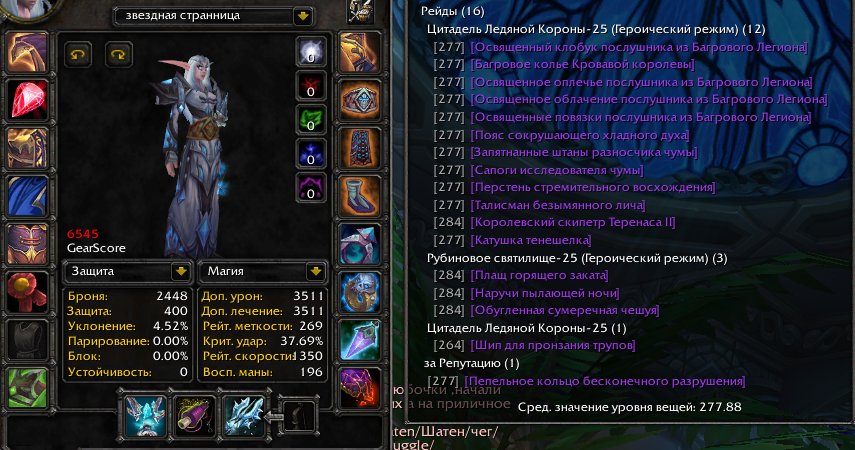 звездная странница
0
0
0
0
0
6545
GearScore
Защита
Магия
Броня: 2448
Защита: 400
Уклонение: 4.52%
Парирование: 0.00%
Блок: 0.00%
Устойчивость: 0
Доп. урон: 3511
Доп. лечение: 3511
Рейт. меткости: 269
Крит. удар: 37.69%
Рейт. скорости: 1350
Восп. маны: 196
Рейды (16)
Цитадель Ледяной Короны-25 (Героический режим) (12)
[277] [Освященный клобук послушника из Багрового Легиона]
[277] [Багровое колье Кровавой королевы]
[277] [Освященное оплечье послушника из Багрового Легиона]
[277] [Освященное облачение послушника из Багрового Легиона]
[277] [Освященные повязки послушника из Багрового Легиона]
[277] [Пояс сокрушающего хладного духа]
[277] [Запятнанные штаны разносчика чумы]
[277] [Сапоги исследователя чумы]
[277] [Перстень стремительного восхождения]
[277] [Талисман безымянного лича]
[284] [Королевский скипетр Теренаса II]
[277] [Катушка тенешелка]
Рубиновое святилище-25 (Героический режим) (3)
[284] [Плащ горящего заката]
[284] [Наручи пылающей ночи]
[284] [Обугленная сумеречная чешуя]
Цитадель Ледяной Короны-25 (1)
[264] [Шип для пронзания трупов]
за Репутацию (1)
[277] [Пепельное кольцо бесконечного разрушения]
Сред. значение уровня вещей: 277.88
юбочки ,начали
на приличное
тен/Шатен/чег/
uggle/